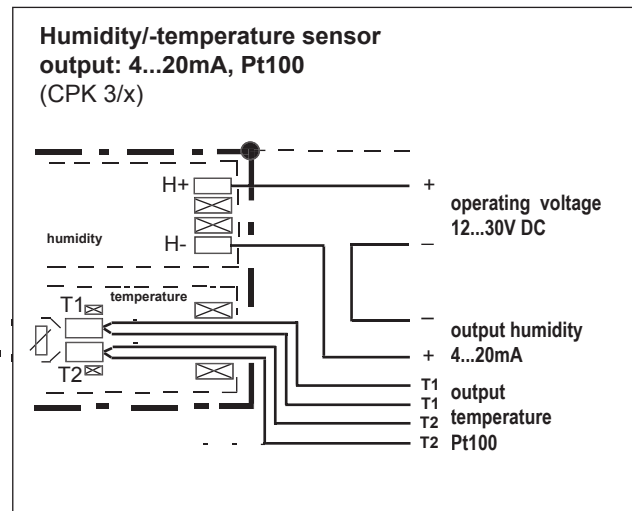 Humidity/-temperature sensor
output: 4...20mA, Pt100
(CPK 3/x)
H+
+
operating voltage
12...30V DC
humidity
H-
–
temperature
T1
–
output humidity
+ 4...20mA
T2
T1
output
T1
temperature
T2
T2 Pt100